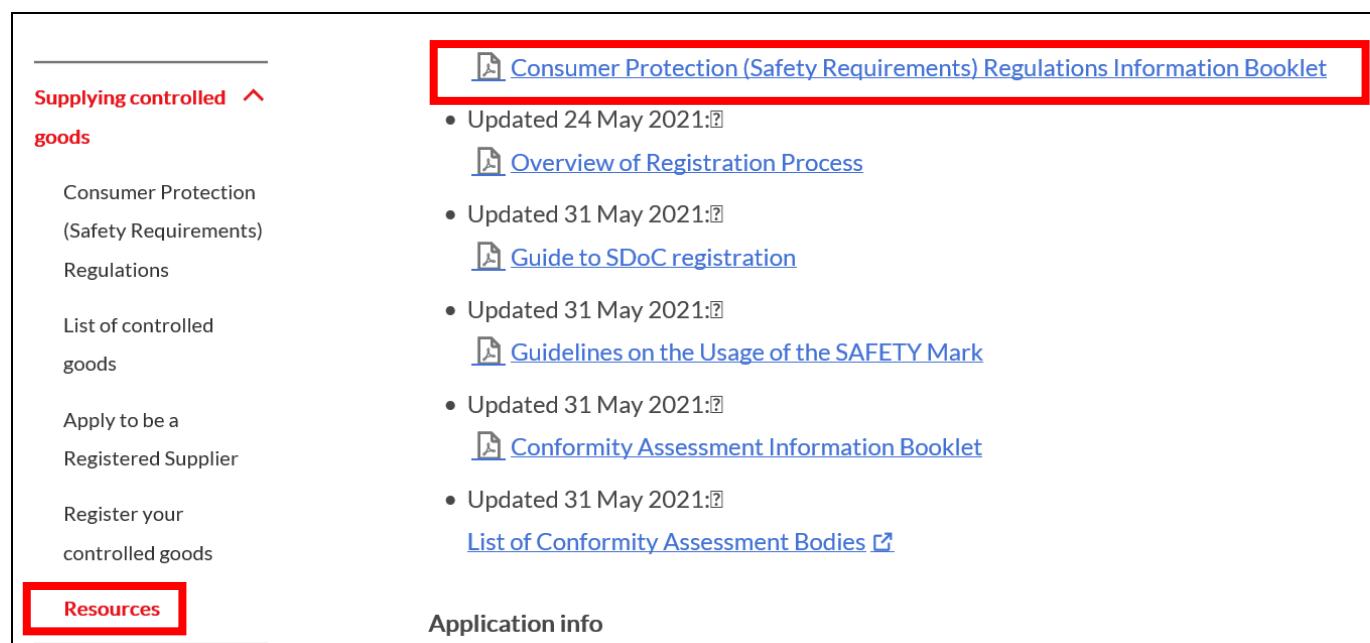 Supplying controlled
goods
Consumer Protection
(Safety Requirements)
Regulations
List of controlled
goods
Apply to be a
Registered Supplier
Register your
controlled goods
Resources
Consumer Protection (Safety Requirements) Regulations Information Booklet
• Updated 24 May 2021:⍰
Overview of Registration Process
• Updated 31 May 2021:⍰
Guide to SDoC registration
• Updated 31 May 2021:⍰
Guidelines on the Usage of the SAFETY Mark
• Updated 31 May 2021:⍰
Conformity Assessment Information Booklet
• Updated 31 May 2021:⍰
List of Conformity Assessment Bodies
Application info